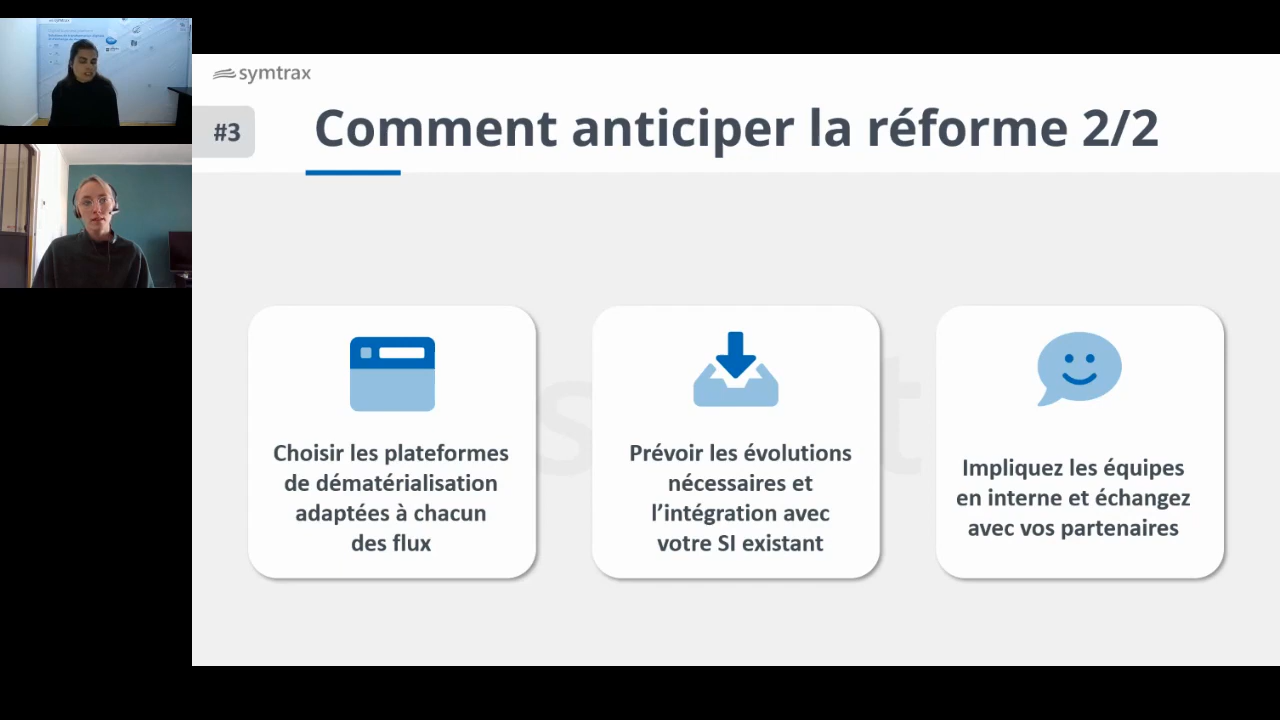 symtrax
#3
Comment anticiper la réforme 2/2
Choisir les plateformes
de dématérialisation
adaptées à chacun
des flux
Prévoir les évolutions
nécessaires et
l’intégration avec
votre SI existant
Impliquez les équipes
en interne et échangez
avec vos partenaires